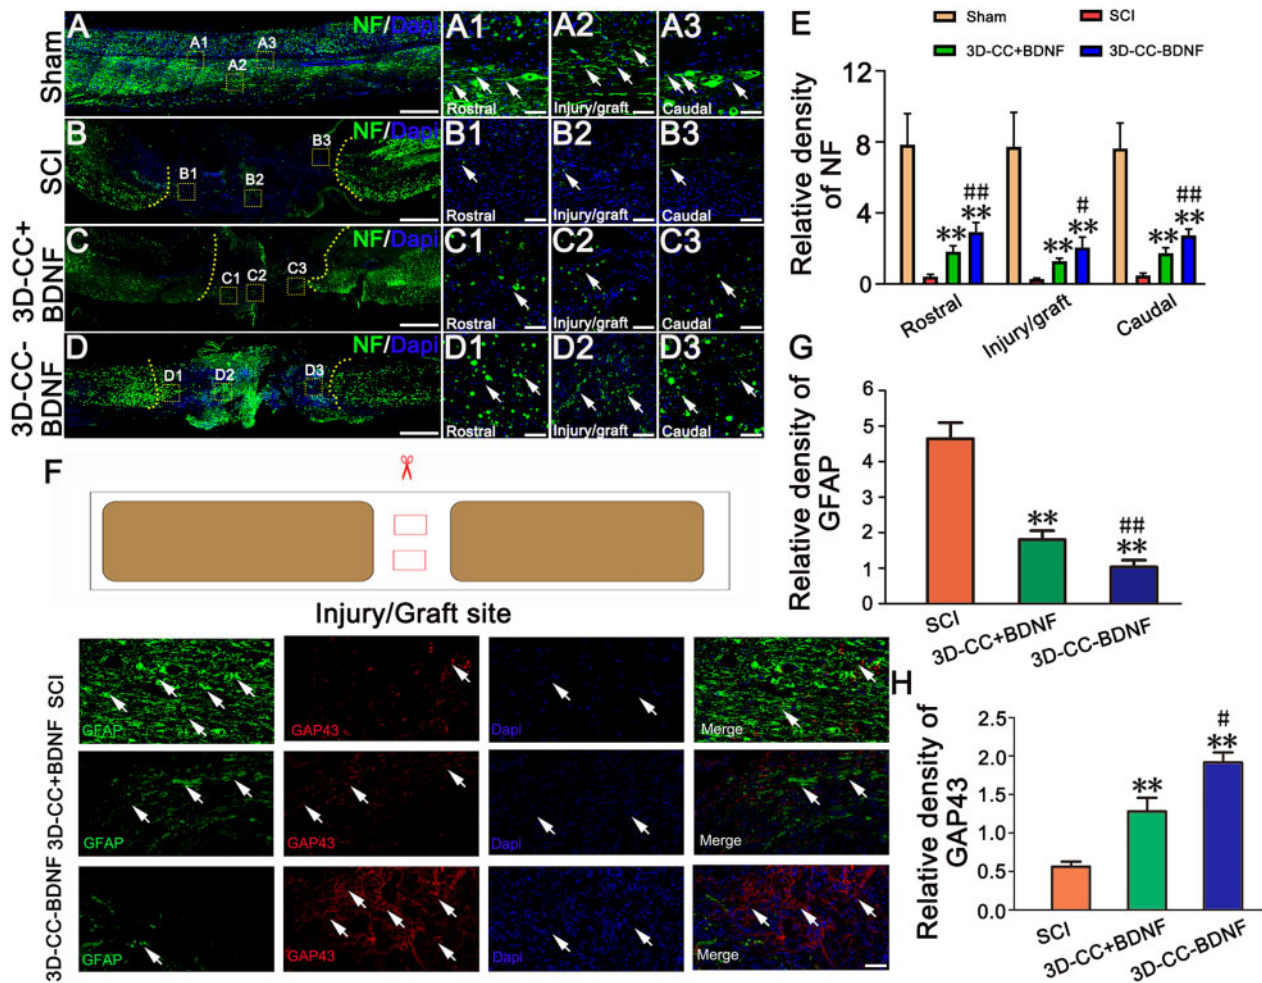 A
NF/Dapi
A1
A2
A3
Sham
A1
Rostral
A2
Injury/graft
A3
Caudal
B
NF/Dapi
B1
B2
B3
SCI
B1
Rostral
B2
Injury/graft
B3
Caudal
C
NF/Dapi
C1
C2
C3
3D-CC+
BDNF
C1
Rostral
C2
Injury/graft
C3
Caudal
D
NF/Dapi
D1
D2
D3
3D-CC-
BDNF
D1
Rostral
D2
Injury/graft
D3
Caudal
E
Sham
SCI
3D-CC+BDNF
3D-CC-BDNF
Relative density
of NF
12
8
4
0
**
##
**
**
#
**
**
##
**
Rostral
Injury/graft
Caudal
F
Injury/Graft site
SCI
GFAP
GAP43
Dapi
Merge
3D-CC+BDNF
GFAP
GAP43
Dapi
Merge
3D-CC-BDNF
GFAP
GAP43
Dapi
Merge
G
Relative density of
GFAP
6
5
4
3
2
1
0
**
##
**
SCI
3D-CC+BDNF
3D-CC-BDNF
H
Relative density of
GAP43
2.5
2.0
1.5
1.0
0.5
0.0
**
#
**
SCI
3D-CC+BDNF
3D-CC-BDNF